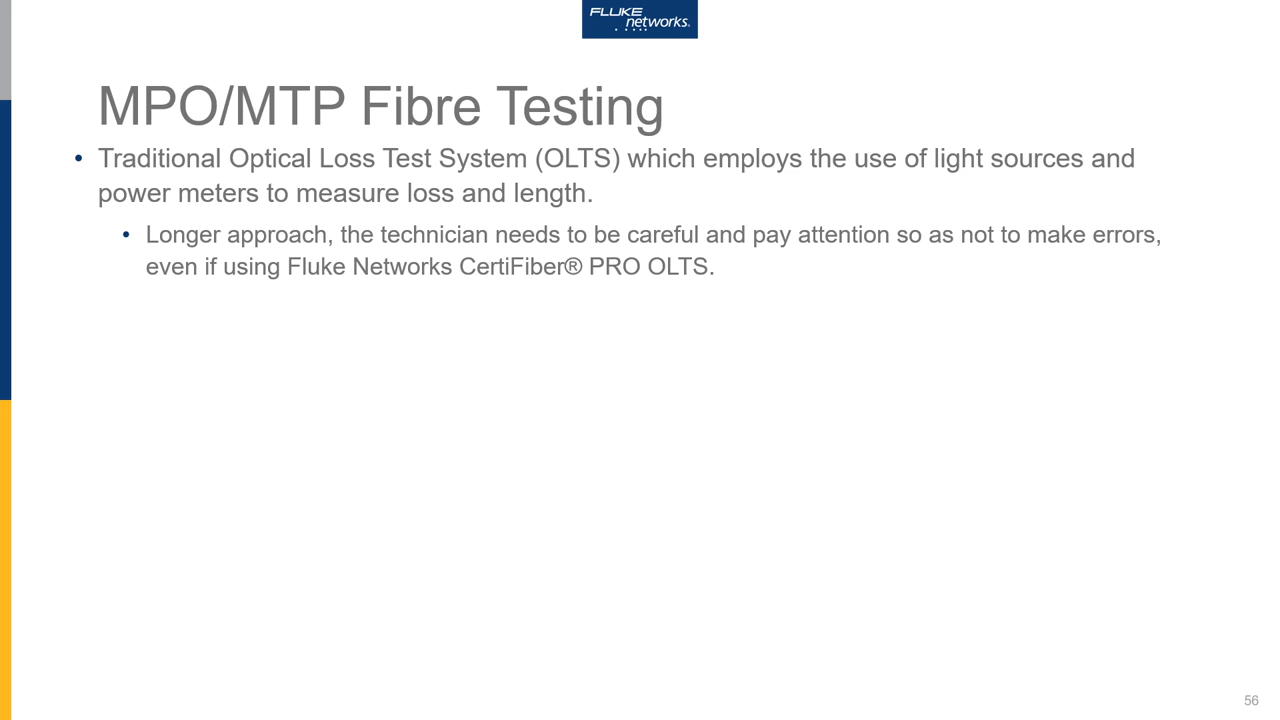 FLUKE
networks®
MPO/MTP Fibre Testing
• Traditional Optical Loss Test System (OLTS) which employs the use of light sources and
power meters to measure loss and length.
• Longer approach, the technician needs to be careful and pay attention so as not to make errors,
even if using Fluke Networks CertiFiber® PRO OLTS.
56